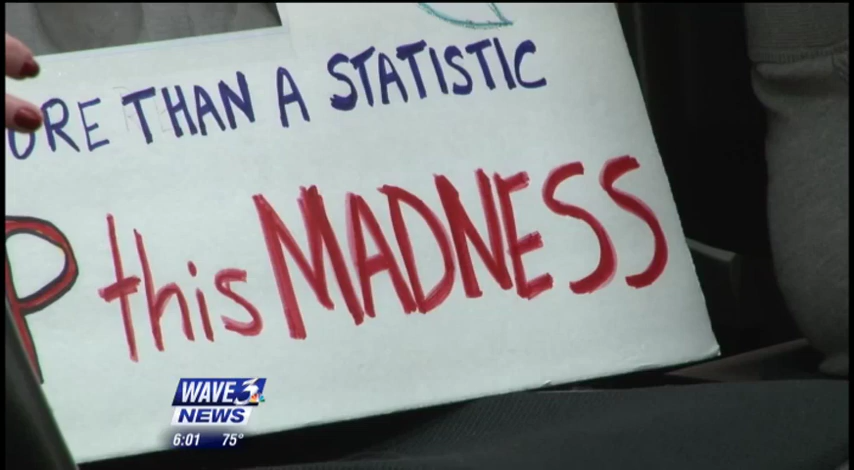 ORE THAN A STATISTIC
P this MADNESS
WAVE 3
NEWS
6:01 75°